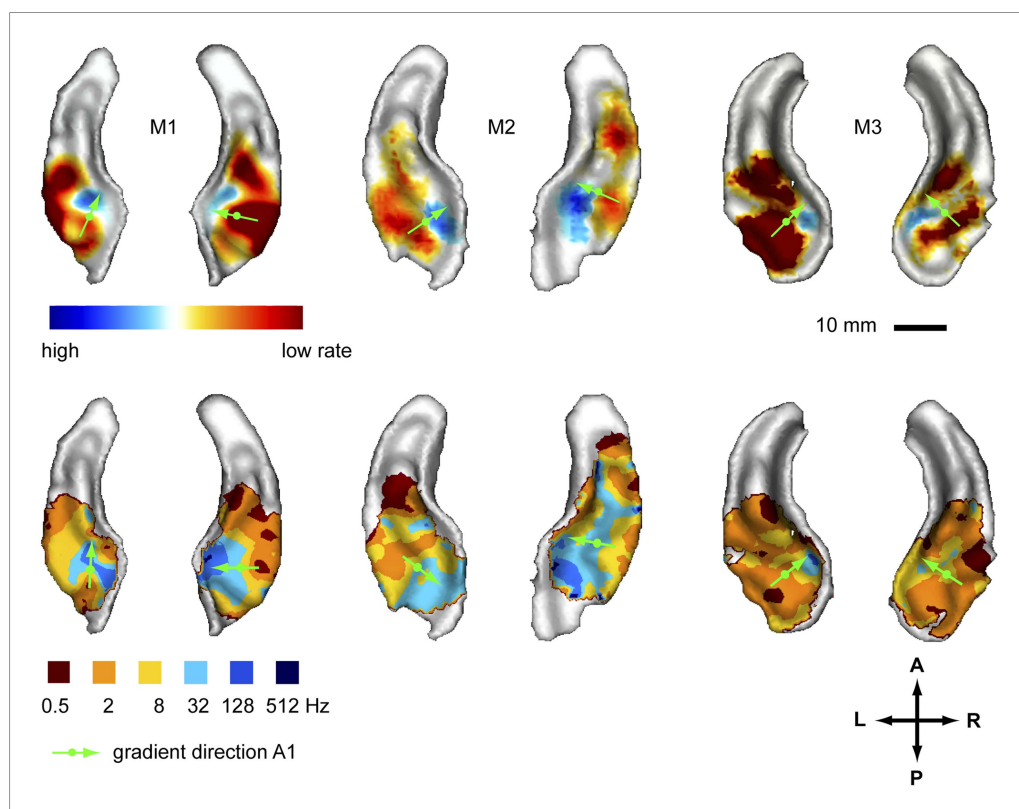 M1
M2
M3
high
low rate
10 mm
0.5 2 8 32 128 512 Hz
gradient direction A1
A
L R
P